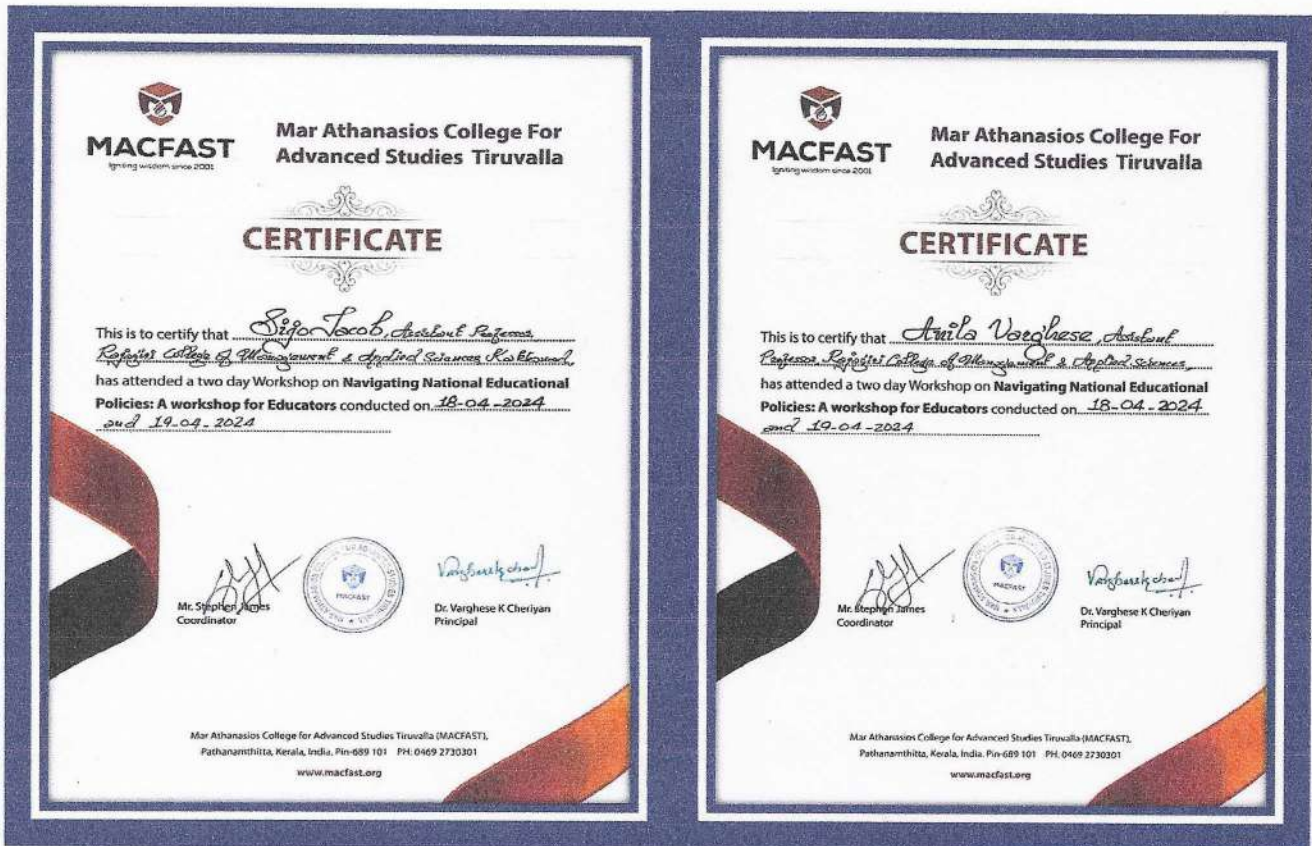 MACFAST
Igniting wisdom since 2001
Mar Athanasios College For
Advanced Studies Tiruvalla
CERTIFICATE
This is to certify that Sijo Jacob, Assistant Professor,
Rajagiri College of Management & Applied Sciences, Kakkanad,
has attended a two day Workshop on Navigating National Educational
Policies: A workshop for Educators conducted on 18-04-2024
and 19-04-2024
MACFAST
Mr. Stephen James
Coordinator
Dr. Varghese K Cheriyan
Principal
Mar Athanasios College for Advanced Studies Tiruvalla (MACFAST),
Pathanamthitta, Kerala, India. Pin-689 101 PH: 0469 2730301
www.macfast.org
MACFAST
Igniting wisdom since 2001
Mar Athanasios College For
Advanced Studies Tiruvalla
CERTIFICATE
This is to certify that Anila Varghese, Assistant
Professor, Rajagiri College of Management & Applied Sciences,
has attended a two day Workshop on Navigating National Educational
Policies: A workshop for Educators conducted on 18-04-2024
and 19-04-2024
MACFAST
Mr. Stephen James
Coordinator
Dr. Varghese K Cheriyan
Principal
Mar Athanasios College for Advanced Studies Tiruvalla (MACFAST),
Pathanamthitta, Kerala, India. Pin-689 101 PH: 0469 2730301
www.macfast.org